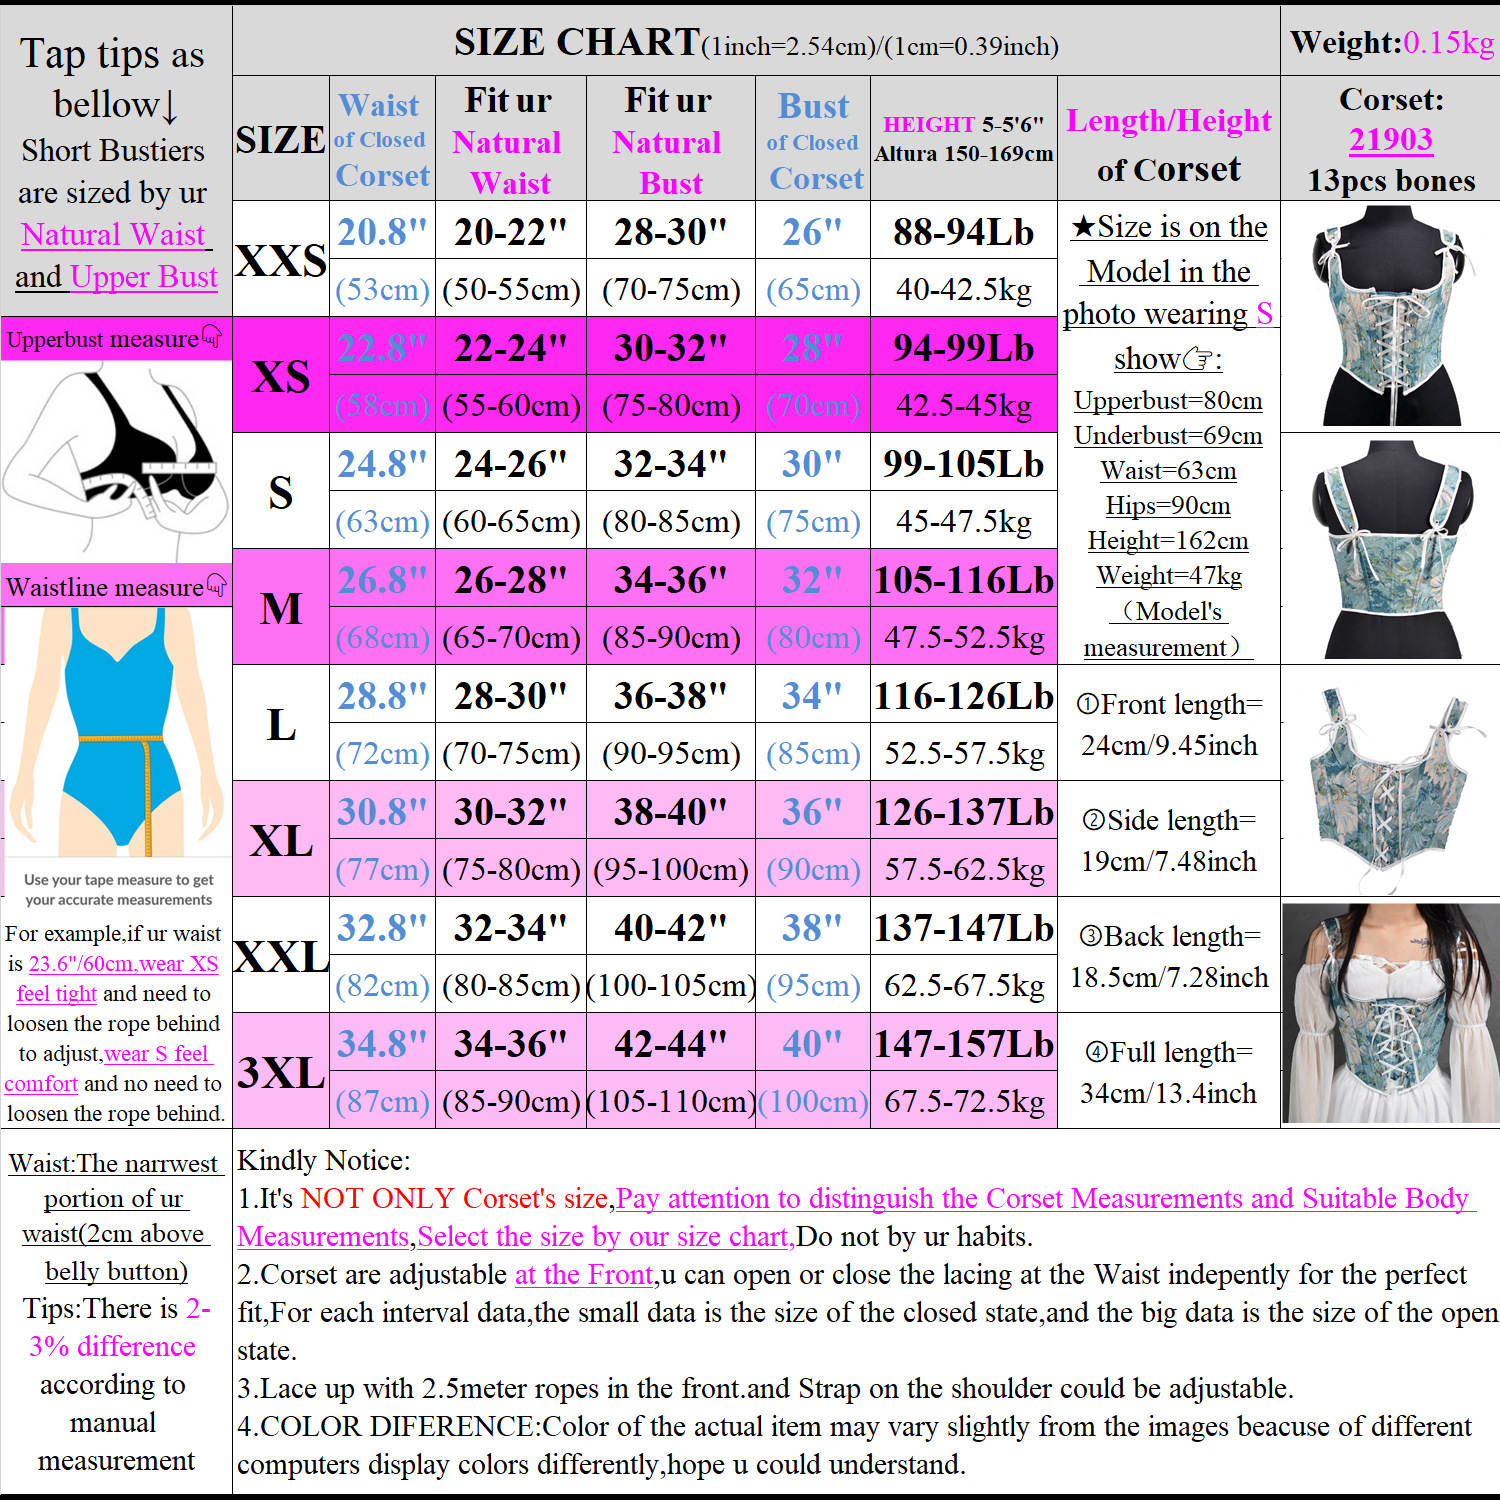 Tap tips as
bellow↓
Short Bustiers
are sized by ur
Natural Waist
and Upper Bust
Upperbust measure
Waistline measure
Use your tape measure to get
your accurate measurements
For example,if ur waist
is 23.6"/60cm,wear XS
feel tight and need to
loosen the rope behind
to adjust,wear S feel
comfort and no need to
loosen the rope behind.
Waist:The narrwest
portion of ur
waist(2cm above
belly button)
Tips:There is 2-
3% difference
according to
manual
measurement
SIZE CHART(1inch=2.54cm)/(1cm=0.39inch)
SIZE
Waist
of Closed
Corset
Fit ur
Natural
Waist
Fit ur
Natural
Bust
Bust
of Closed
Corset
HEIGHT 5-5'6"
Altura 150-169cm
Length/Height
of Corset
XXS
20.8" 20-22" 28-30" 26" 88-94Lb
(53cm) (50-55cm) (70-75cm) (65cm) 40-42.5kg
XS
22.8" 22-24" 30-32" 28" 94-99Lb
(58cm) (55-60cm) (75-80cm) (70cm) 42.5-45kg
S
24.8" 24-26" 32-34" 30" 99-105Lb
(63cm) (60-65cm) (80-85cm) (75cm) 45-47.5kg
M
26.8" 26-28" 34-36" 32" 105-116Lb
(68cm) (65-70cm) (85-90cm) (80cm) 47.5-52.5kg
L
28.8" 28-30" 36-38" 34" 116-126Lb
(72cm) (70-75cm) (90-95cm) (85cm) 52.5-57.5kg
XL
30.8" 30-32" 38-40" 36" 126-137Lb
(77cm) (75-80cm) (95-100cm) (90cm) 57.5-62.5kg
XXL
32.8" 32-34" 40-42" 38" 137-147Lb
(82cm) (80-85cm) (100-105cm) (95cm) 62.5-67.5kg
3XL
34.8" 34-36" 42-44" 40" 147-157Lb
(87cm) (85-90cm) (105-110cm) (100cm) 67.5-72.5kg
★Size is on the
Model in the
photo wearing S
show☞:
Upperbust=80cm
Underbust=69cm
Waist=63cm
Hips=90cm
Height=162cm
Weight=47kg
（Model's
measurement）
①Front length=
24cm/9.45inch
②Side length=
19cm/7.48inch
③Back length=
18.5cm/7.28inch
④Full length=
34cm/13.4inch
Weight:0.15kg
Corset:
21903
13pcs bones
Kindly Notice:
1.It's NOT ONLY Corset's size,Pay attention to distinguish the Corset Measurements and Suitable Body
Measurements,Select the size by our size chart,Do not by ur habits.
2.Corset are adjustable at the Front,u can open or close the lacing at the Waist indepently for the perfect
fit,For each interval data,the small data is the size of the closed state,and the big data is the size of the open
state.
3.Lace up with 2.5meter ropes in the front.and Strap on the shoulder could be adjustable.
4.COLOR DIFERENCE:Color of the actual item may vary slightly from the images beacuse of different
computers display colors differently,hope u could understand.